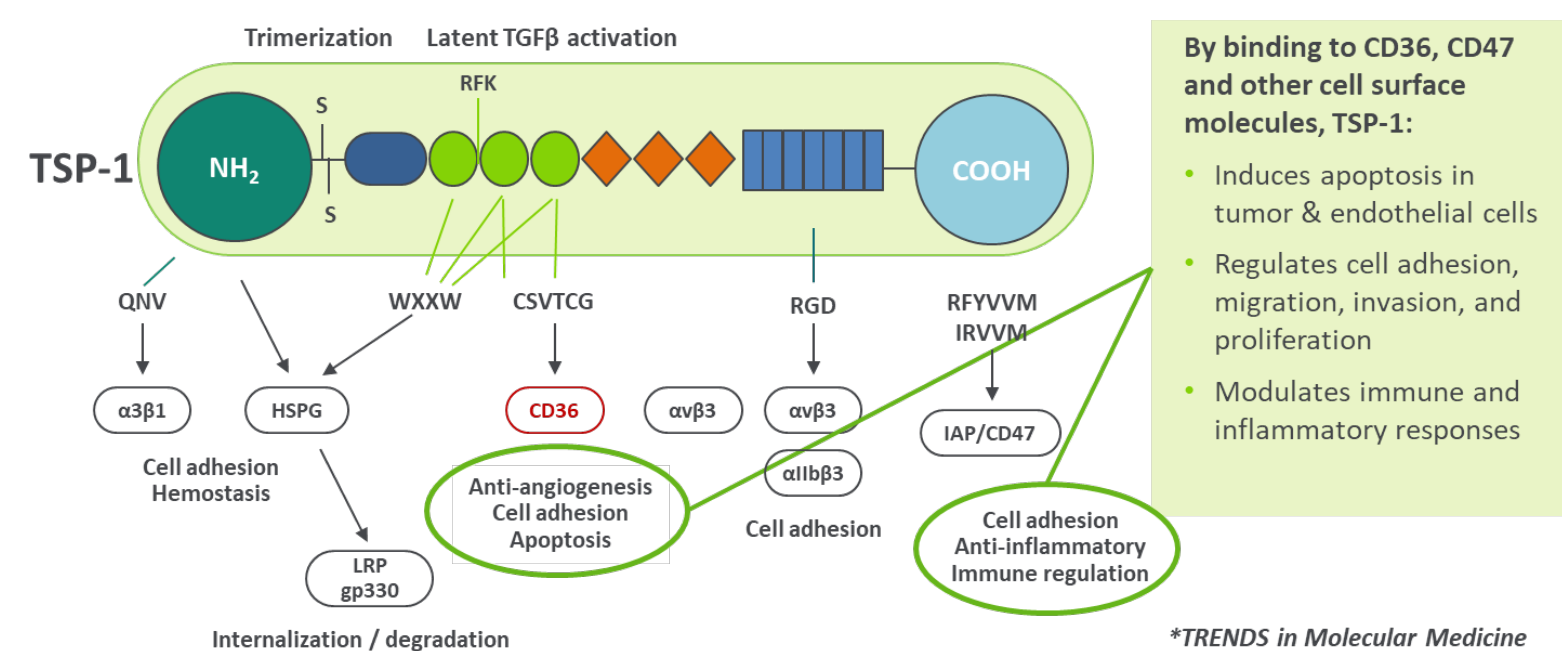 Trimerization
Latent TGFβ activation
TSP-1
NH2
S
S
RFK
COOH
QNV
WXXW
CSVTCG
RGD
RFYVVM
IRVVM
α3β1
HSPG
CD36
αvβ3
αvβ3
IAP/CD47
αIIbβ3
Cell adhesion
Hemostasis
Anti-angiogenesis
Cell adhesion
Apoptosis
Cell adhesion
Cell adhesion
Anti-inflammatory
Immune regulation
LRP
gp330
Internalization / degradation
By binding to CD36, CD47
and other cell surface
molecules, TSP-1:
• Induces apoptosis in
tumor & endothelial cells
• Regulates cell adhesion,
migration, invasion, and
proliferation
• Modulates immune and
inflammatory responses
*TRENDS in Molecular Medicine